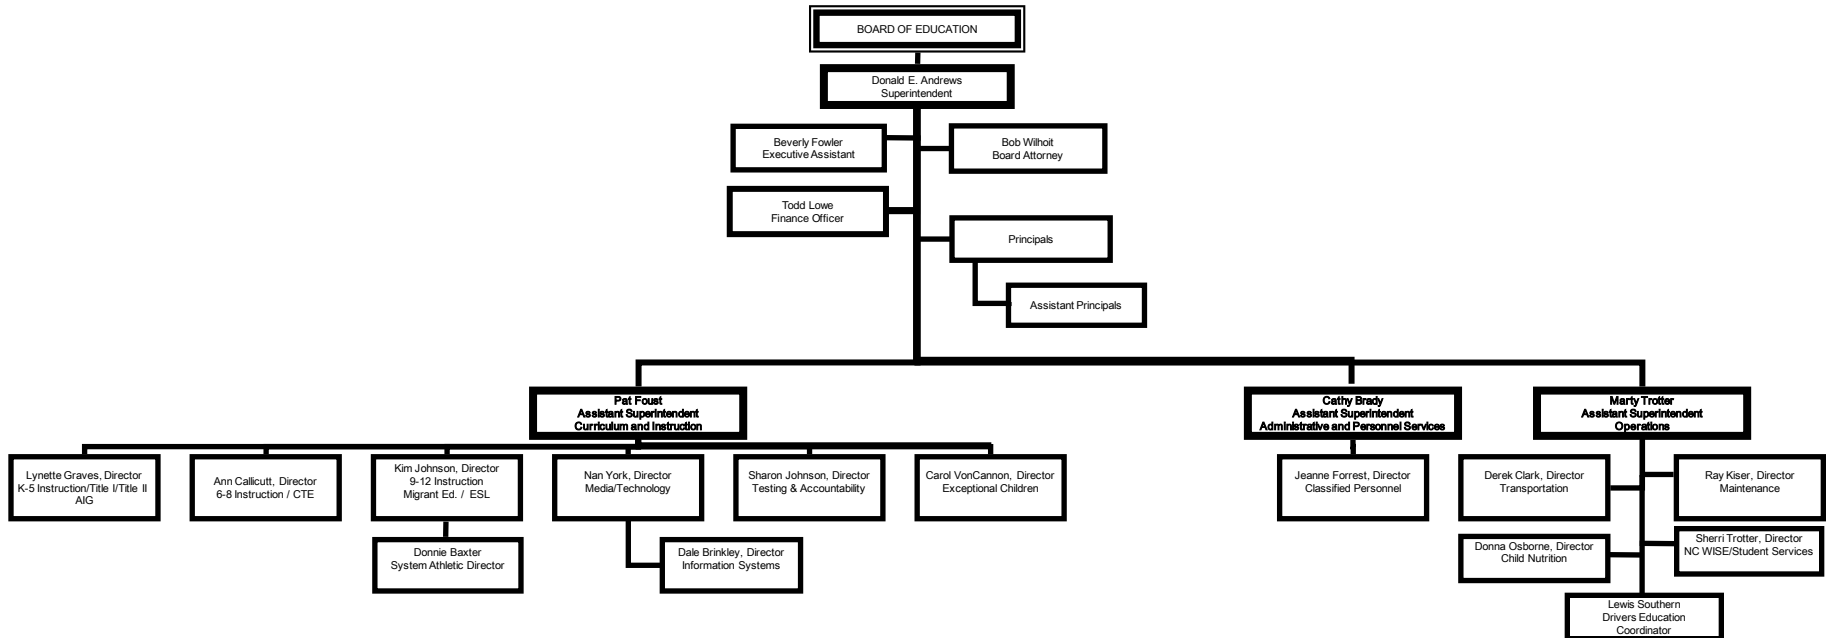 BOARD OF EDUCATION
Donald E. Andrews
Superintendent
Beverly Fowler
Executive Assistant
Bob Wilhoit
Board Attorney
Todd Lowe
Finance Officer
Principals
Assistant Principals
Pat Foust
Assistant Superintendent
Curriculum and Instruction
Cathy Brady
Assistant Superintendent
Administrative and Personnel Services
Marty Trotter
Assistant Superintendent
Operations
Lynette Graves, Director
K-5 Instruction/Title I/Title II
AIG
Ann Callicutt, Director
6-8 Instruction / CTE
Kim Johnson, Director
9-12 Instruction
Migrant Ed. / ESL
Nan York, Director
Media/Technology
Sharon Johnson, Director
Testing & Accountability
Carol VonCannon, Director
Exceptional Children
Jeanne Forrest, Director
Classified Personnel
Derek Clark, Director
Transportation
Ray Kiser, Director
Maintenance
Donnie Baxter
System Athletic Director
Dale Brinkley, Director
Information Systems
Donna Osborne, Director
Child Nutrition
Sherri Trotter, Director
NC WISE/Student Services
Lewis Southern
Drivers Education
Coordinator